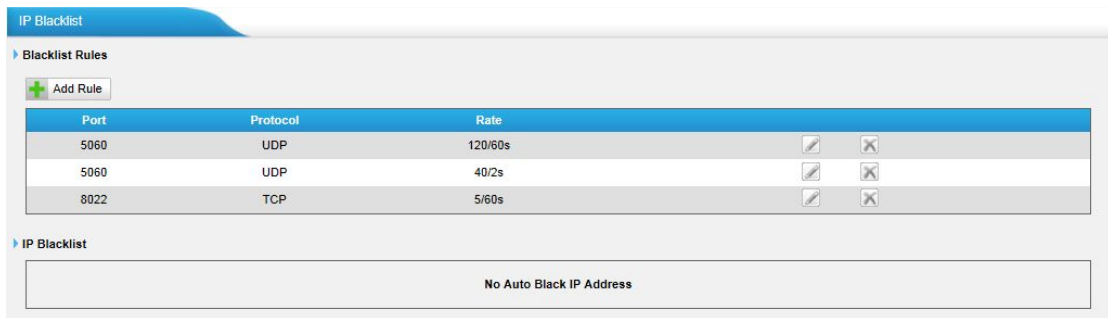 IP Blacklist
Blacklist Rules
Add Rule
Port Protocol Rate
5060 UDP 120/60s
5060 UDP 40/2s
8022 TCP 5/60s
IP Blacklist
No Auto Black IP Address